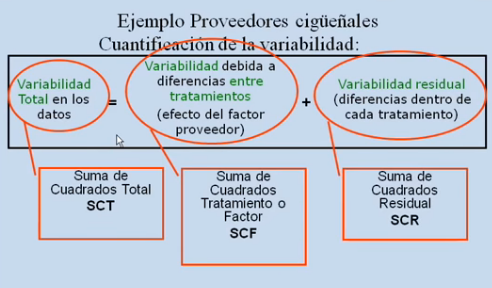 Ejemplo Proveedores cigüeñales
Cuantificación de la variabilidad:
Variabilidad
Total en los
datos
=
Variabilidad debida a
diferencias entre
tratamientos
(efecto del factor
proveedor)
+
Variabilidad residual
(diferencias dentro de
cada tratamiento)
Suma de
Cuadrados Total
SCT
Suma de
Cuadrados
Tratamiento o
Factor
SCF
Suma de
Cuadrados
Residual
SCR